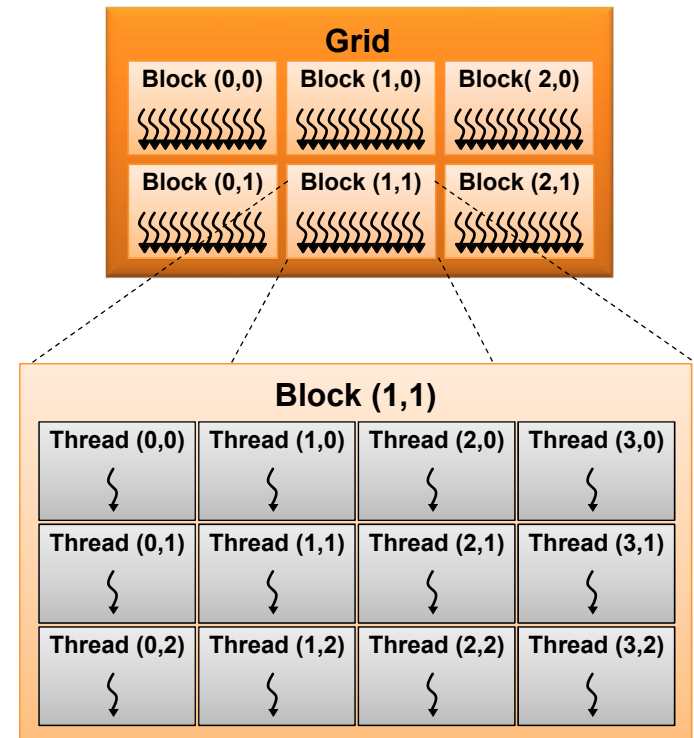 Grid
Block (0,0) Block (1,0) Block( 2,0)
Block (0,1) Block (1,1) Block (2,1)
Block (1,1)
Thread (0,0) Thread (1,0) Thread (2,0) Thread (3,0)
Thread (0,1) Thread (1,1) Thread (2,1) Thread (3,1)
Thread (0,2) Thread (1,2) Thread (2,2) Thread (3,2)